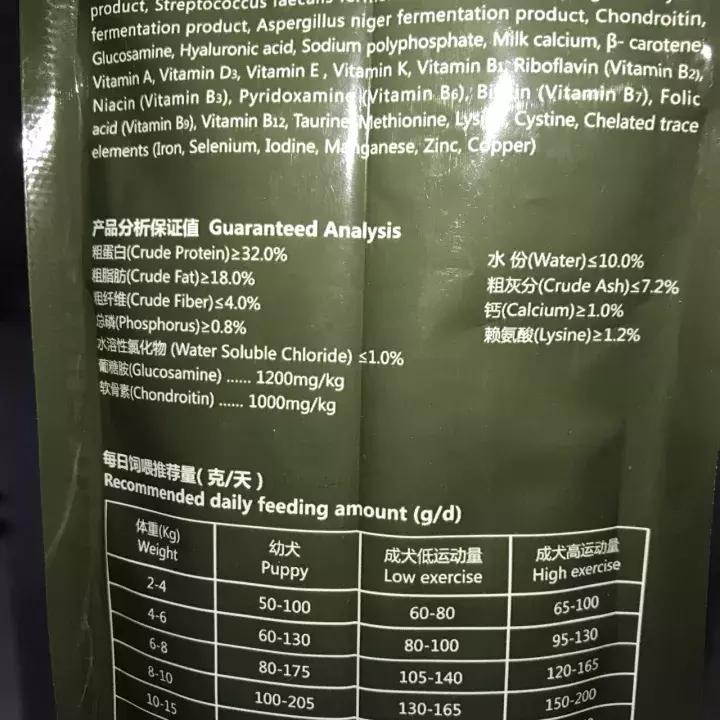 product, Streptococcus faecalis
fermentation product, Aspergillus niger fermentation product, Chondroitin,
Glucosamine, Hyaluronic acid, Sodium polyphosphate, Milk calcium, β- carotene,
Vitamin A, Vitamin D3, Vitamin E , Vitamin K, Vitamin B1, Riboflavin (Vitamin B2),
Niacin (Vitamin B3), Pyridoxamine (Vitamin B6), Biotin (Vitamin B7), Folic
acid (Vitamin B9), Vitamin B12, Taurine, Methionine, Lysine, Cystine, Chelated trace
elements (Iron, Selenium, Iodine, Manganese, Zinc, Copper)
产品分析保证值 Guaranteed Analysis
粗蛋白(Crude Protein)≥32.0%
粗脂肪(Crude Fat)≥18.0%
粗纤维(Crude Fiber)≤4.0%
总磷(Phosphorus)≥0.8%
水溶性氯化物 (Water Soluble Chloride) ≤1.0%
葡糖胺(Glucosamine) ...... 1200mg/kg
软骨素(Chondroitin) ...... 1000mg/kg
水 份(Water)≤10.0%
粗灰分(Crude Ash)≤7.2%
钙(Calcium)≥1.0%
赖氨酸(Lysine)≥1.2%
每日饲喂推荐量( 克/天 )
Recommended daily feeding amount (g/d)
体重(Kg) 幼犬 成犬低运动量 成犬高运动量
Weight Puppy Low exercise High exercise
2-4 50-100 60-80 65-100
4-6 60-130 80-100 95-130
6-8 80-175 105-140 120-165
8-10 100-205 130-165 150-200
10-15